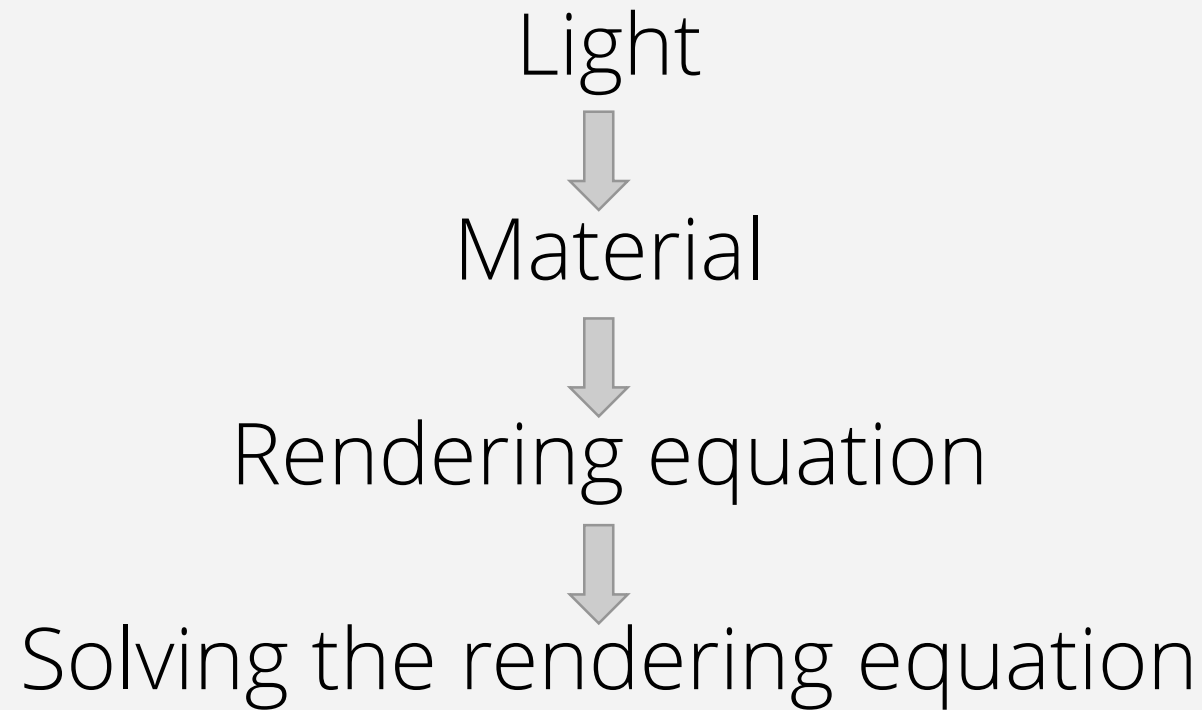 Light
Material
Rendering equation
Solving the rendering equation